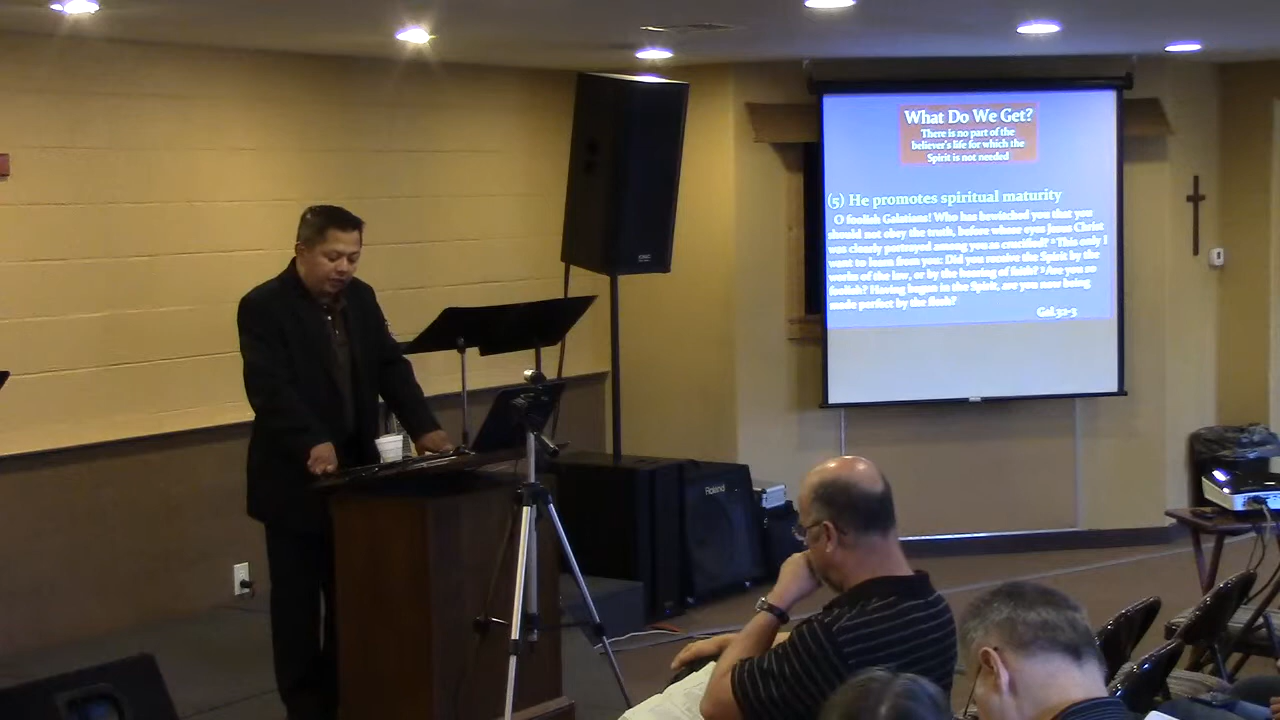 What Do We Get?
There is no part of the
believer's life for which the
Spirit is not needed
(5) He promotes spiritual maturity
O foolish Galatians! Who has bewitched you that you
should not obey the truth, before whose eyes Jesus Christ
was clearly portrayed among you as crucified? ² This only I
want to learn from you: Did you receive the Spirit by the
works of the law, or by the hearing of faith? ³ Are you so
foolish? Having begun in the Spirit, are you now being
made perfect by the flesh?
Gal.3:1-3
Roland